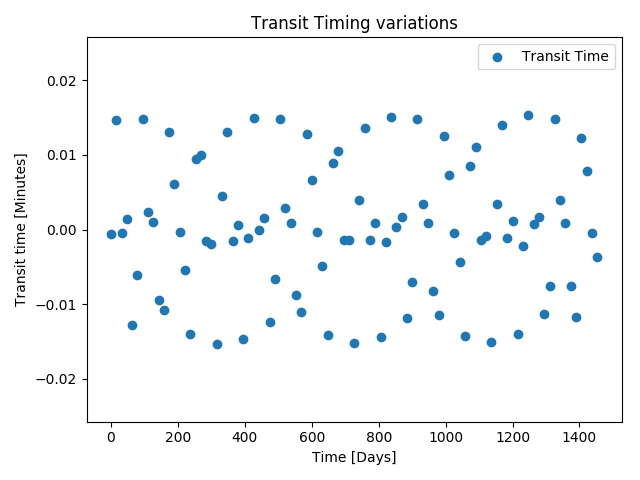 Transit Timing variations
Transit Time
Transit time [Minutes]
0.02
0.01
0.00
−0.01
−0.02
0 200 400 600 800 1000 1200 1400
Time [Days]